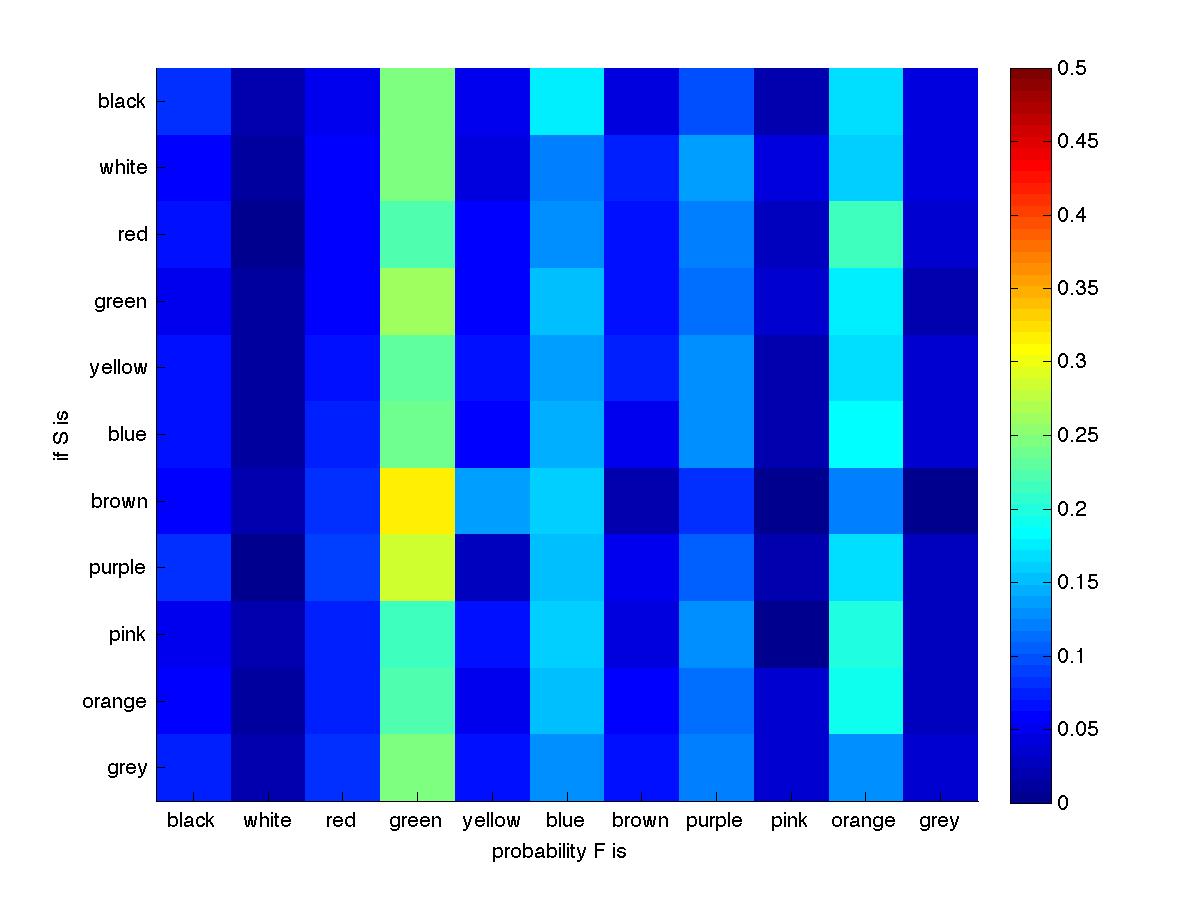 black
white
red
green
yellow
blue
brown
purple
pink
orange
grey
if S is
black white red green yellow blue brown purple pink orange grey
probability F is
0.5
0.45
0.4
0.35
0.3
0.25
0.2
0.15
0.1
0.05
0